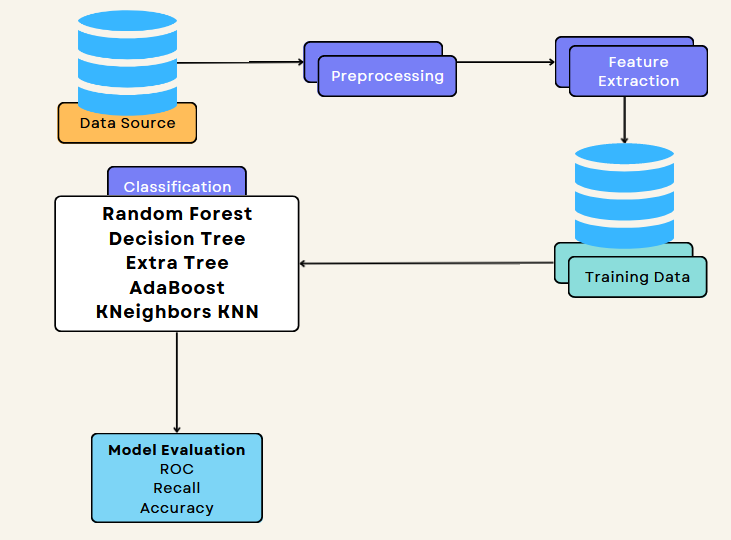 Data Source
Preprocessing
Feature
Extraction
Training Data
Classification
Random Forest
Decision Tree
Extra Tree
AdaBoost
KNeighbors KNN
Model Evaluation
ROC
Recall
Accuracy